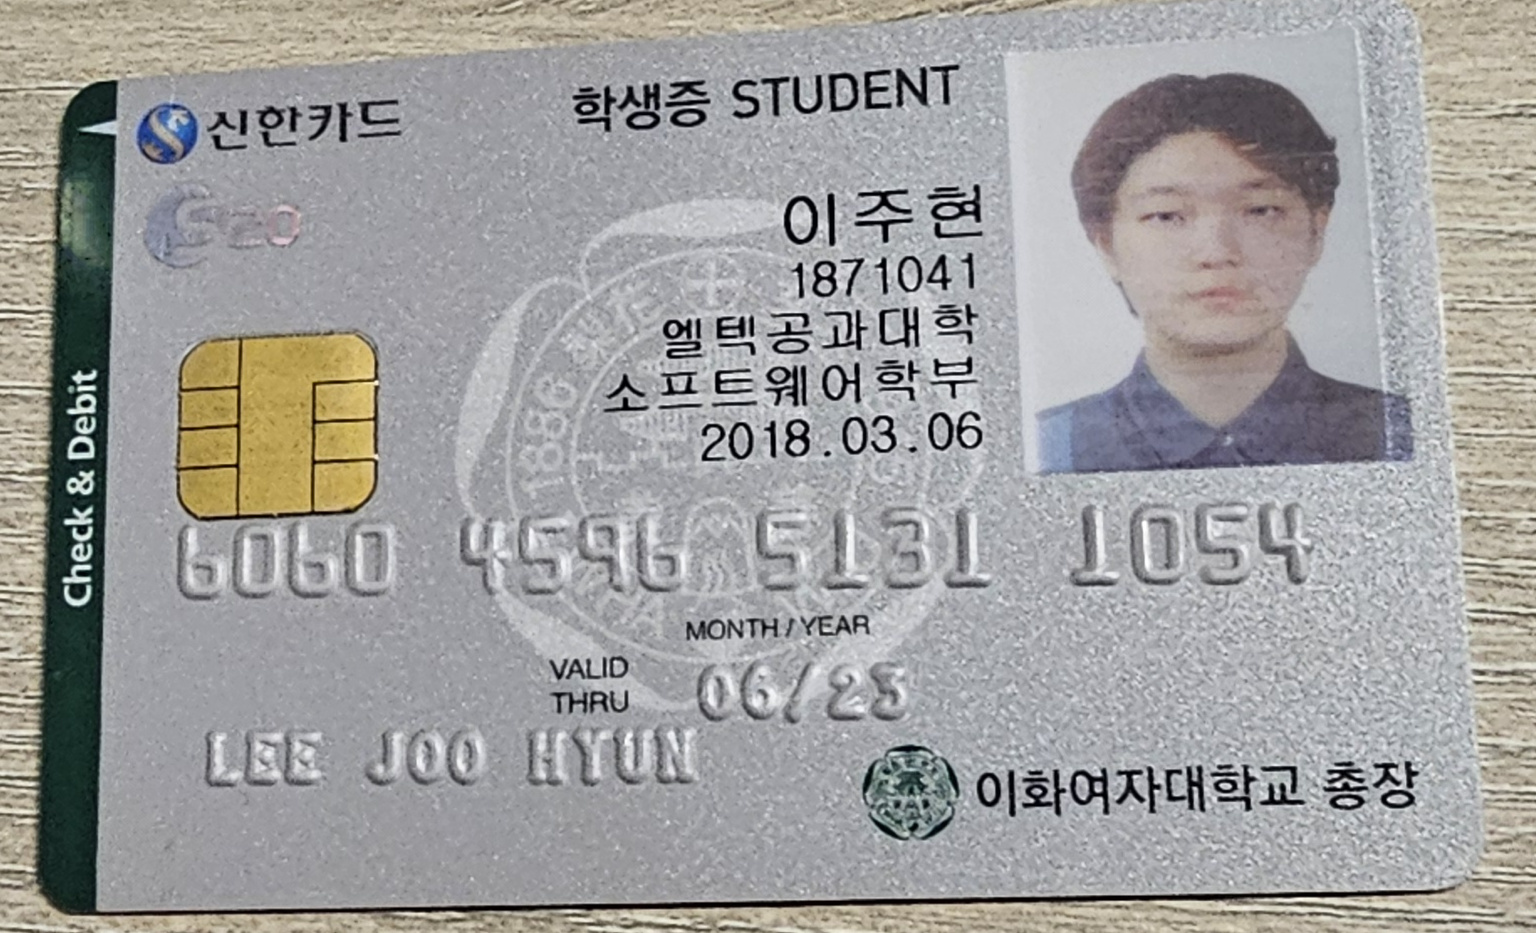 신한카드
학생증 STUDENT
이주현
1871041
엘텍공과대학
소프트웨어학부
2018.03.06
Check & Debit
1886
6060 4596 5131 1054
MONTH/YEAR
VALID THRU 06/23
LEE JOO HYUN
이화여자대학교 총장